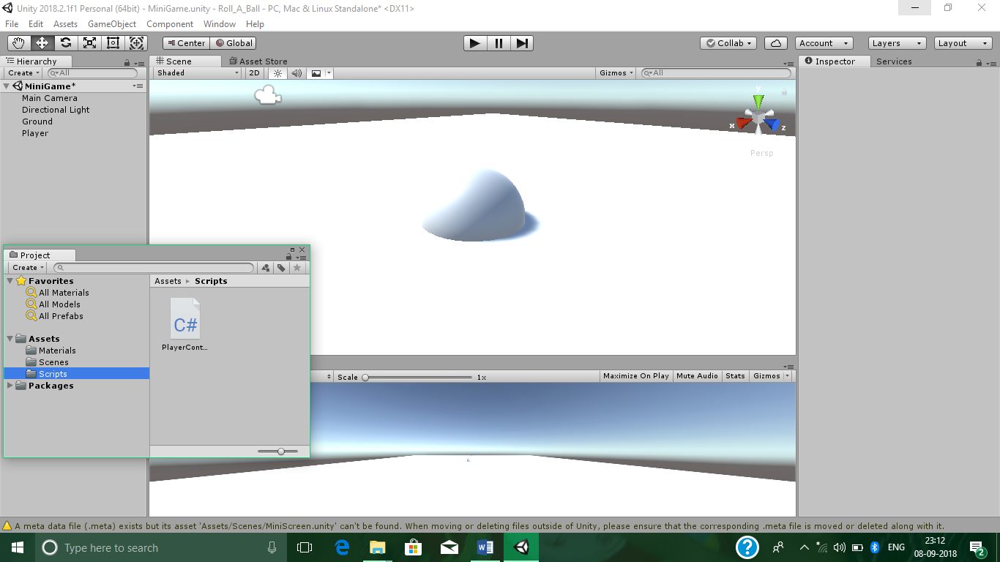 Unity 2018.2.1f1 Personal (64bit) - MiniGame.unity - Roll_A_Ball - PC, Mac & Linux Standalone* <DX11>
File Edit Assets GameObject Component Window Help
Center Global Collab Account Layers Layout
Hierarchy
Create All
MiniGame*
Main Camera
Directional Light
Ground
Player
Scene Asset Store
Shaded 2D Gizmos All
y
x
z
Persp
Inspector Services
Project
Create
Favorites
All Materials
All Models
All Prefabs
Assets
Materials
Scenes
Scripts
Packages
Assets Scripts
C#
PlayerCont...
Scale 1x Maximize On Play Mute Audio Stats Gizmos
A meta data file (.meta) exists but its asset 'Assets/Scenes/MiniScreen.unity' can't be found. When moving or deleting files outside of Unity, please ensure that the corresponding .meta file is moved or deleted along with it.
Type here to search
ENG
23:12
08-09-2018
2